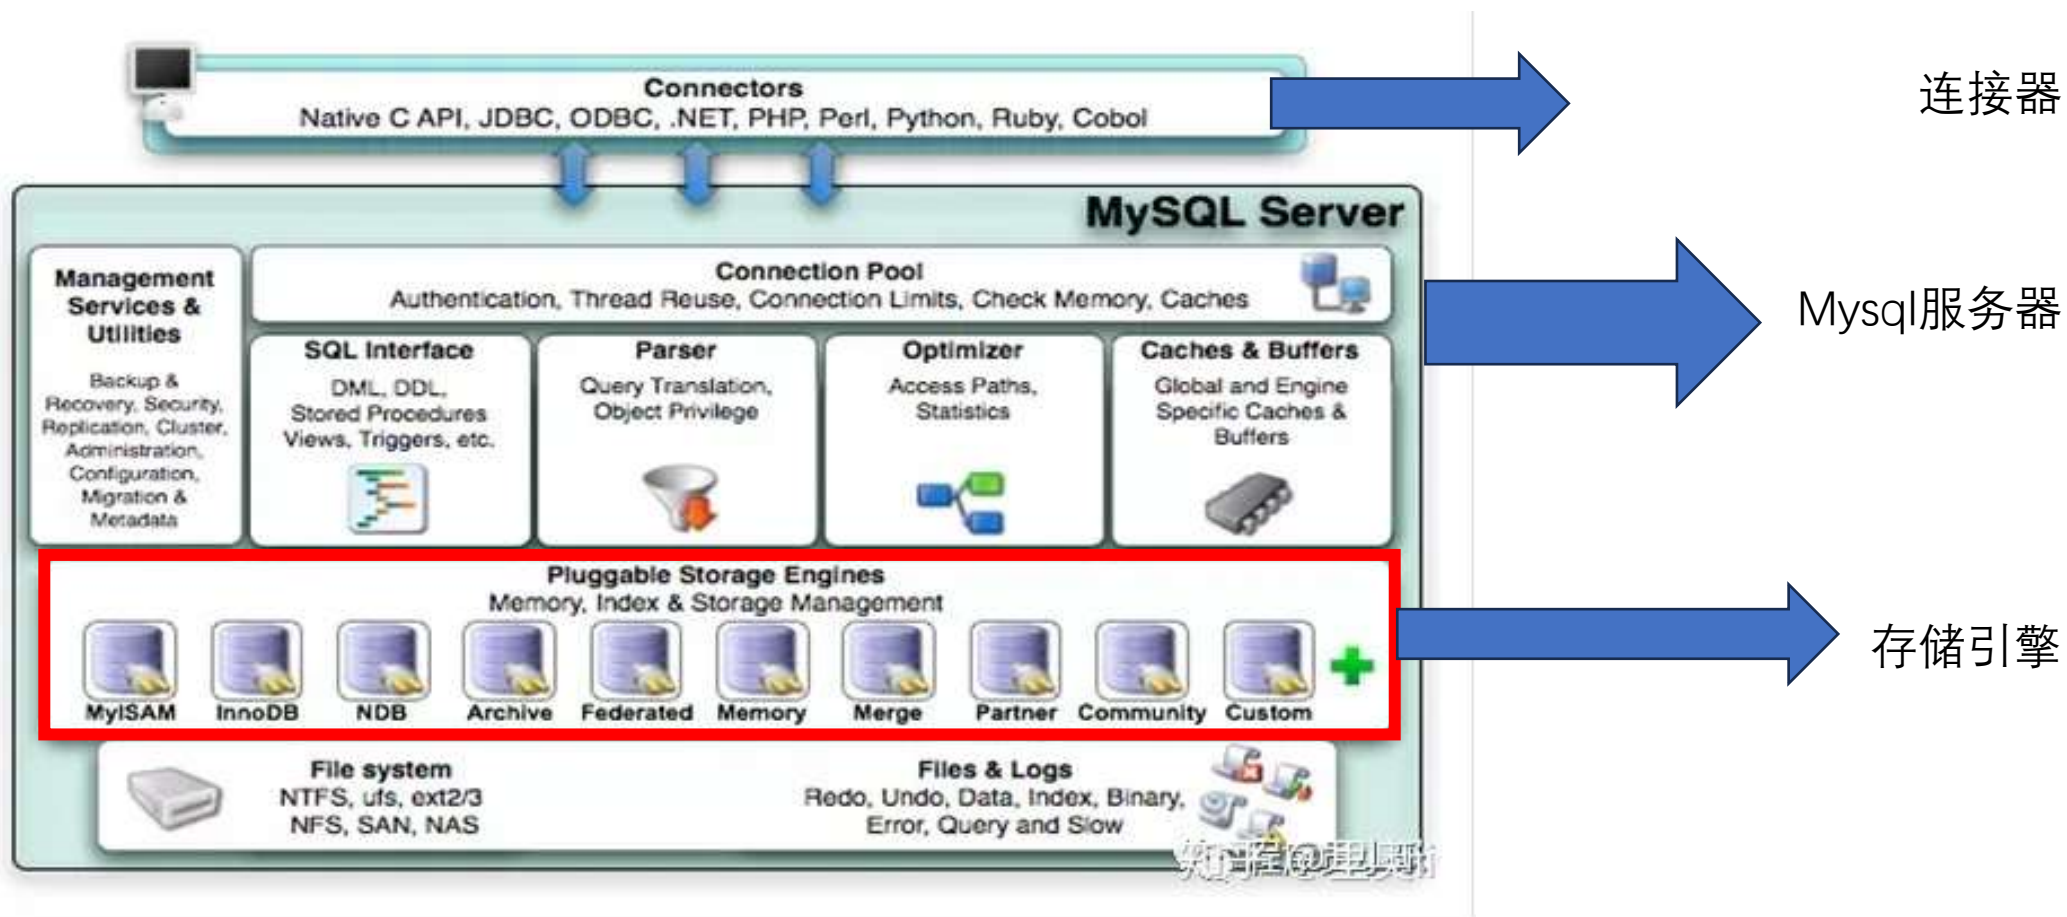 Connectors
Native C API, JDBC, ODBC, .NET, PHP, Perl, Python, Ruby, Cobol
连接器
MySQL Server
Mysql服务器
Management
Services &
Utilities
Backup &
Recovery, Security,
Replication, Cluster,
Administration,
Configuration,
Migration &
Metadata
Connection Pool
Authentication, Thread Reuse, Connection Limits, Check Memory, Caches
SQL Interface
DML, DDL,
Stored Procedures
Views, Triggers, etc.
Parser
Query Translation,
Object Privilege
Optimizer
Access Paths,
Statistics
Caches & Buffers
Global and Engine
Specific Caches &
Buffers
Pluggable Storage Engines
Memory, Index & Storage Management
MyISAM InnoDB NDB Archive Federated Memory Merge Partner Community Custom
存储引擎
File system
NTFS, ufs, ext2/3
NFS, SAN, NAS
Files & Logs
Redo, Undo, Data, Index, Binary,
Error, Query and Slow